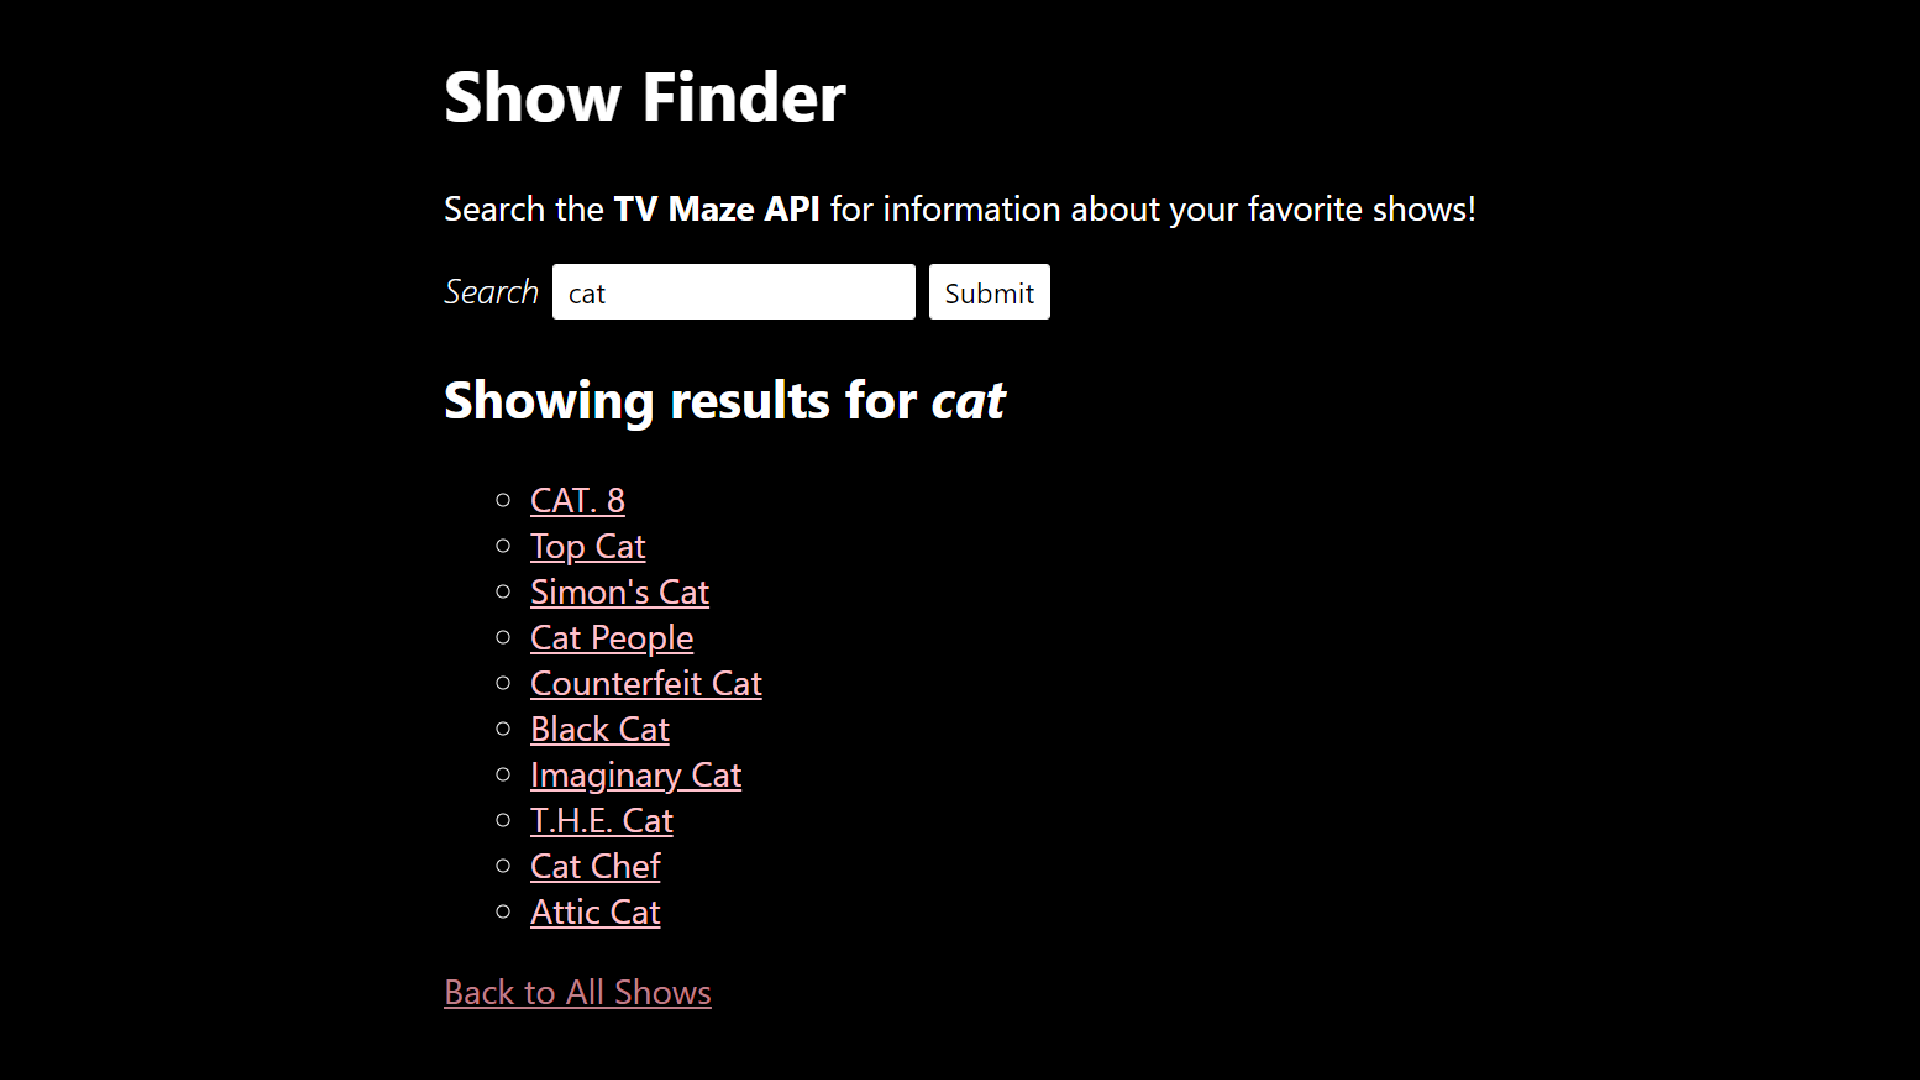 Show Finder
Search the TV Maze API for information about your favorite shows!
Search cat Submit
Showing results for cat
CAT. 8
Top Cat
Simon's Cat
Cat People
Counterfeit Cat
Black Cat
Imaginary Cat
T.H.E. Cat
Cat Chef
Attic Cat
Back to All Shows